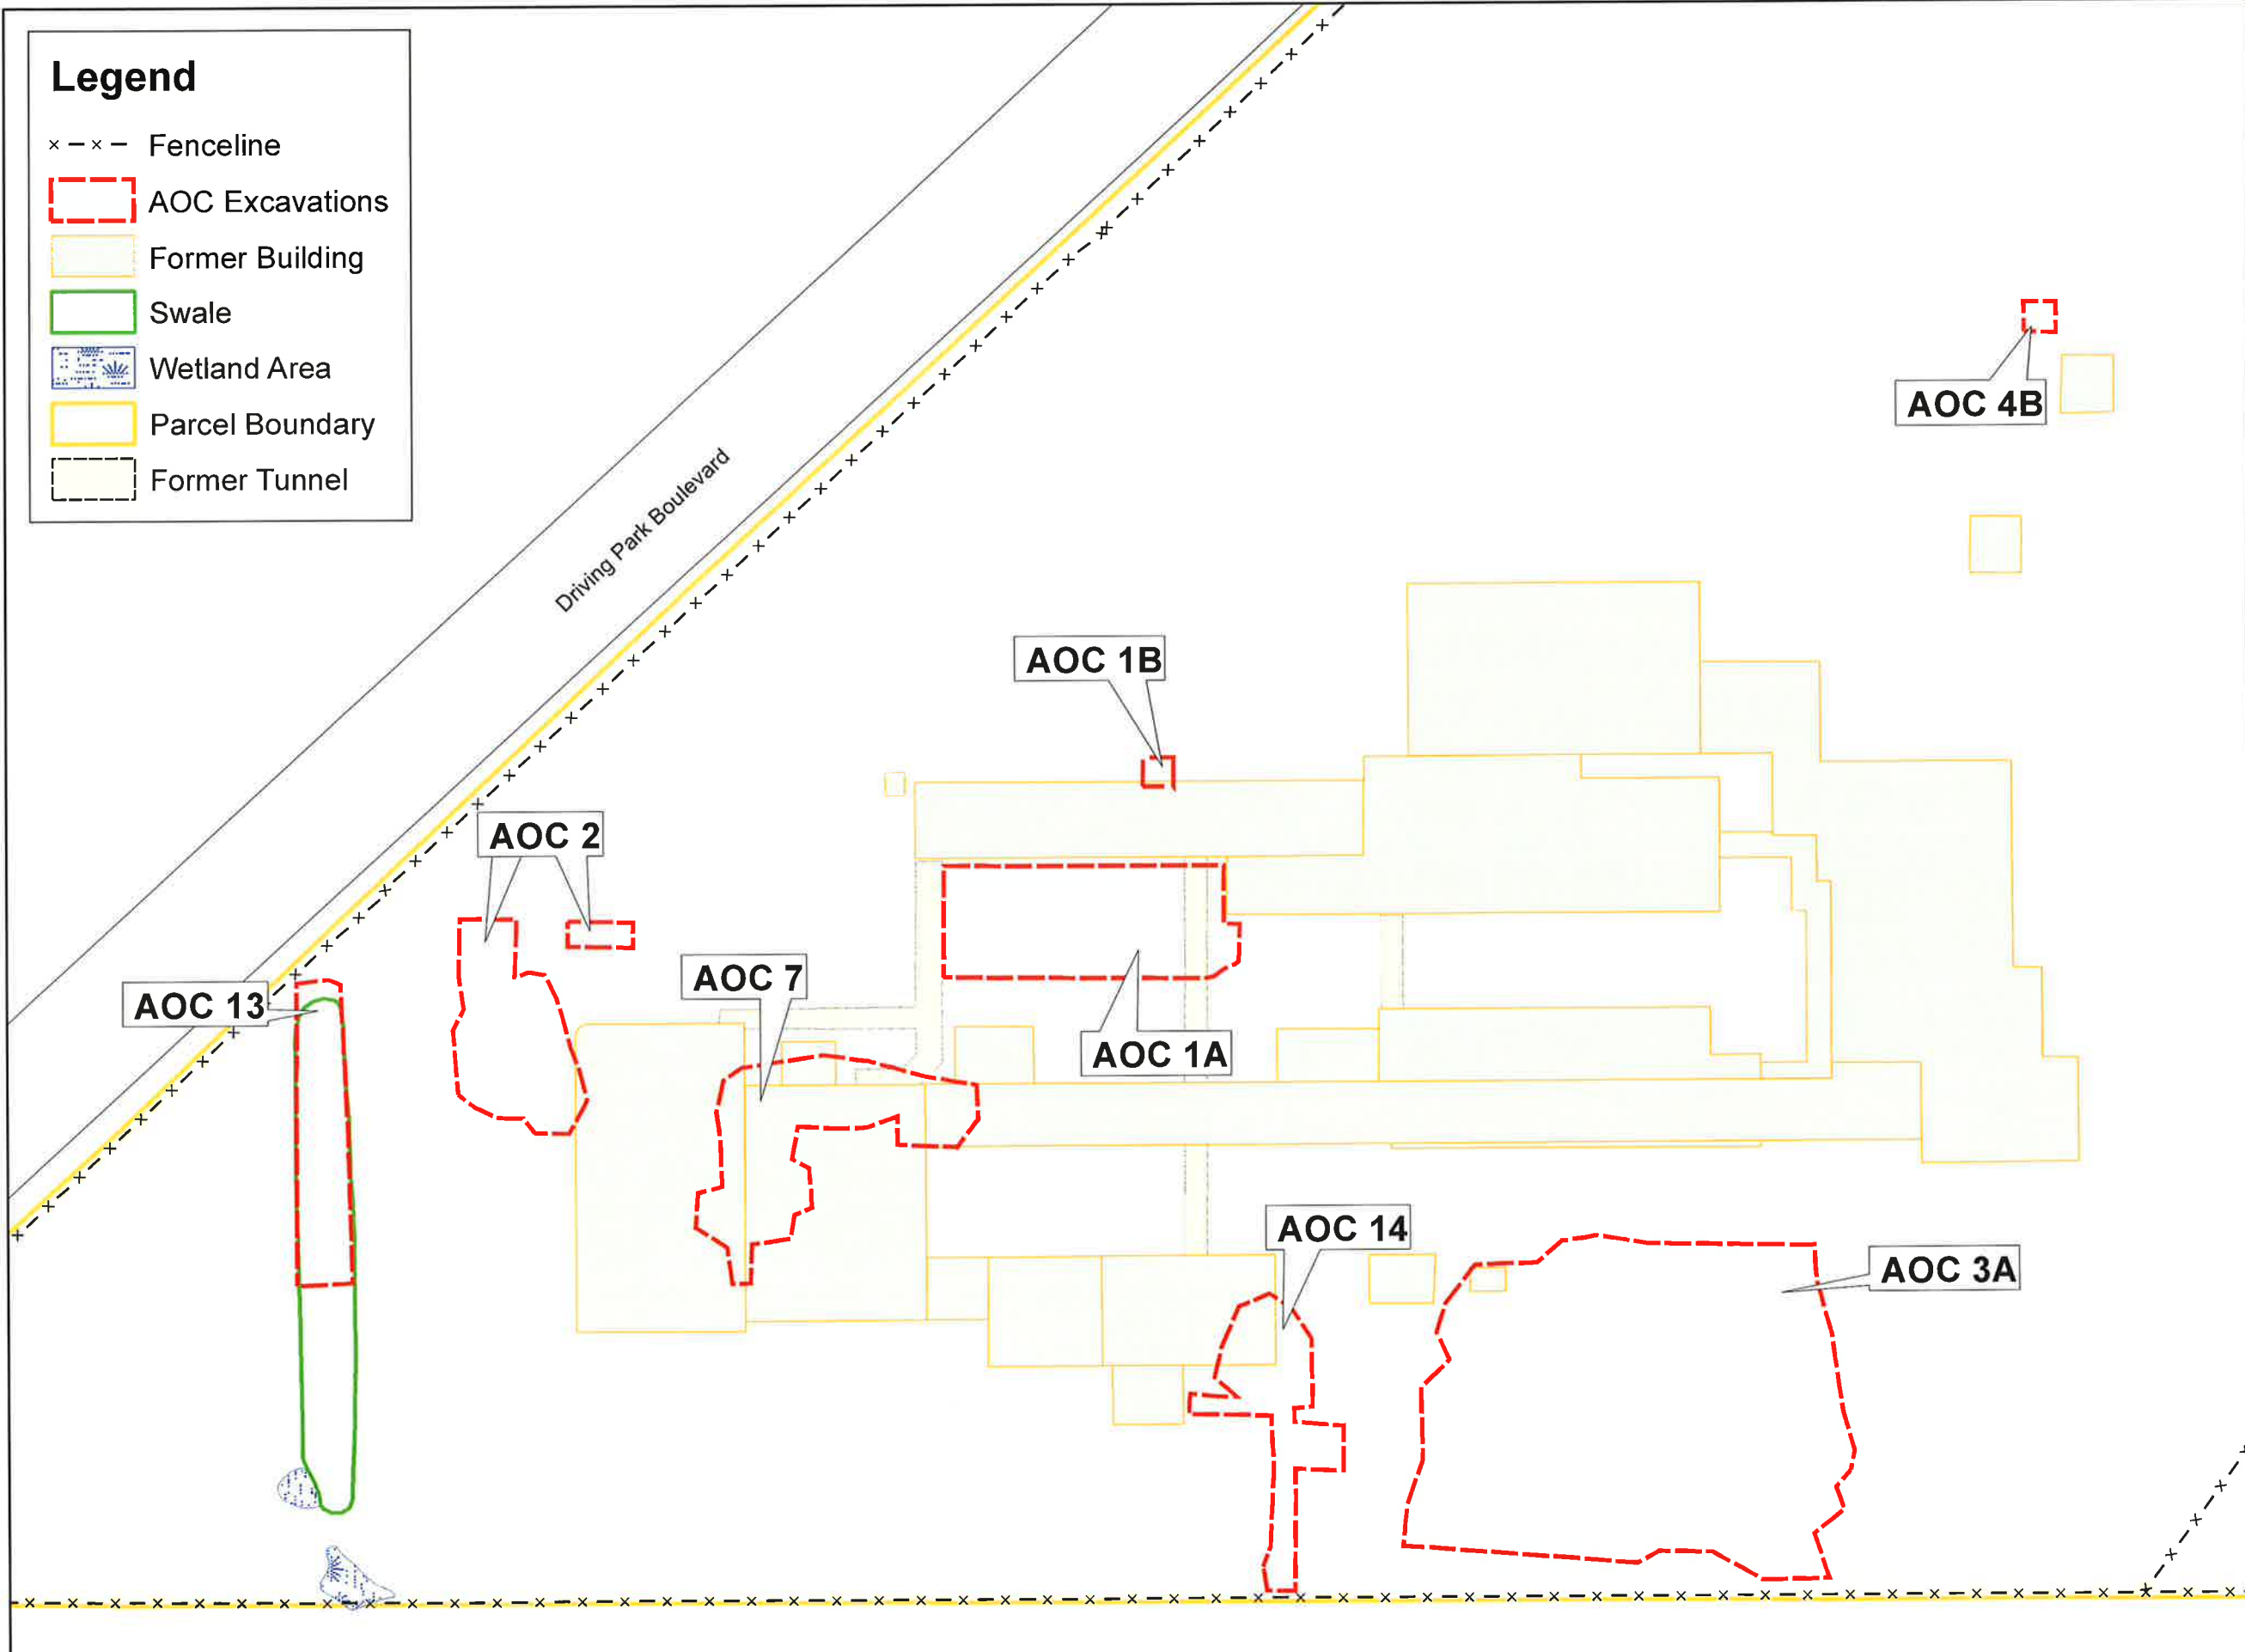 Legend
Fenceline
AOC Excavations
Former Building
Swale
Wetland Area
Parcel Boundary
Former Tunnel
Driving Park Boulevard
AOC 4B
AOC 1B
AOC 2
AOC 7
AOC 13
AOC 1A
AOC 14
AOC 3A